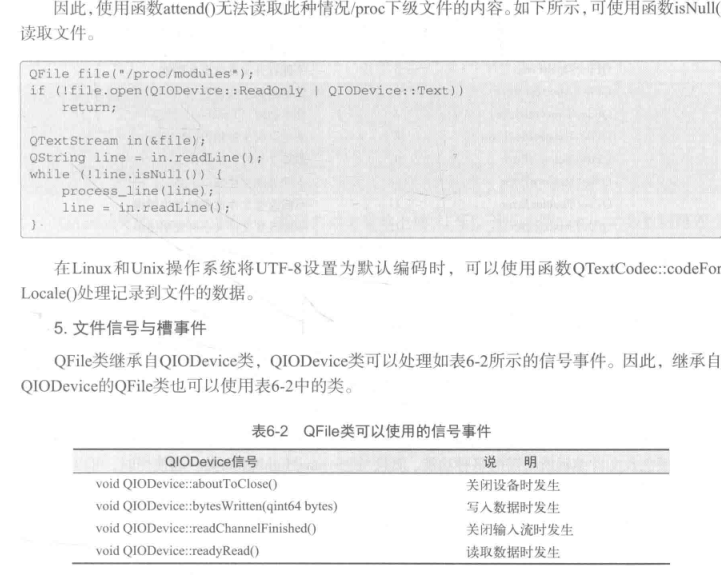 因此,使用函数attend()无法读取此种情况/proc下级文件的内容。如下所示,可使用函数isNull(
读取文件。
QFile file("/proc/modules");
if (!file.open(QIODevice::ReadOnly | QIODevice::Text))
    return;
QTextStream in(&file);
QString line = in.readLine();
while (!line.isNull()) {
    process_line(line);
    line = in.readLine();
}
在Linux和Unix操作系统将UTF-8设置为默认编码时，可以使用函数QTextCodec::codeFor
Locale()处理记录到文件的数据。
5. 文件信号与槽事件
QFile类继承自QIODevice类，QIODevice类可以处理如表6-2所示的信号事件。因此，继承自
QIODevice的QFile类也可以使用表6-2中的类。
表6-2 QFile类可以使用的信号事件
QIODevice信号 说 明
void QIODevice::aboutToClose() 关闭设备时发生
void QIODevice::bytesWritten(qint64 bytes) 写入数据时发生
void QIODevice::readChannelFinished() 关闭输入流时发生
void QIODevice::readyRead() 读取数据时发生